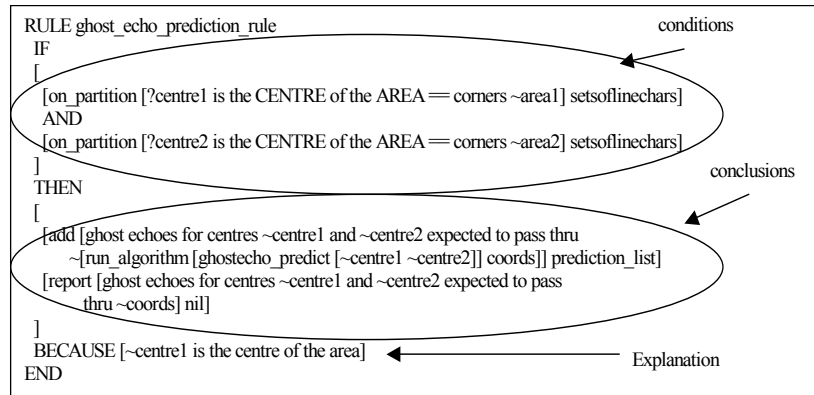 RULE ghost_echo_prediction_rule
IF
conditions
[
[on_partition [?centre1 is the CENTRE of the AREA == corners ~area1] setsoflinechars]
AND
[on_partition [?centre2 is the CENTRE of the AREA == corners ~area2] setsoflinechars]
]
THEN
conclusions
[
[add [ghost echoes for centres ~centre1 and ~centre2 expected to pass thru
~[run_algorithm [ghostecho_predict [~centre1 ~centre2]] coords]] prediction_list]
[report [ghost echoes for centres ~centre1 and ~centre2 expected to pass
thru ~coords] nil]
]
BECAUSE [~centre1 is the centre of the area]
Explanation
END